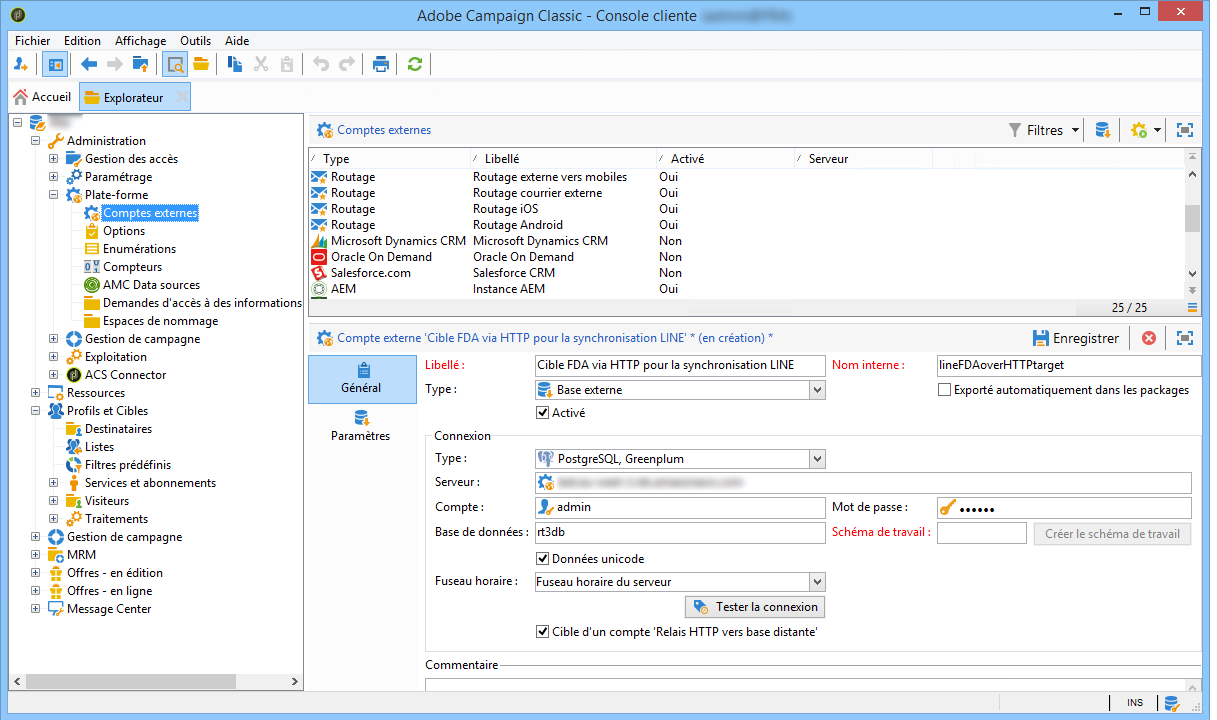 Adobe Campaign Classic - Console cliente
Fichier Edition Affichage Outils Aide
Accueil Explorateur
Administration
Gestion des accès
Paramétrage
Plate-forme
Comptes externes
Options
Enumérations
Compteurs
AMC Data sources
Demandes d'accès à des informations
Espaces de nommage
Gestion de campagne
Exploitation
ACS Connector
Ressources
Profils et Cibles
Destinataires
Listes
Filtres prédéfinis
Services et abonnements
Visiteurs
Traitements
Gestion de campagne
MRM
Offres - en édition
Offres - en ligne
Message Center
Comptes externes Filtres
Type Libellé Activé Serveur
Routage Routage externe vers mobiles Oui
Routage Routage courrier externe Oui
Routage Routage iOS Oui
Routage Routage Android Oui
Microsoft Dynamics CRM Microsoft Dynamics CRM Non
Oracle On Demand Oracle On Demand Non
Salesforce.com Salesforce CRM Non
AEM Instance AEM Oui
25 / 25
Compte externe 'Cible FDA via HTTP pour la synchronisation LINE' * (en création) * Enregistrer
Général
Paramètres
Libellé : Cible FDA via HTTP pour la synchronisation LINE Nom interne : lineFDAoverHTTPtarget
Type : Base externe Exporté automatiquement dans les packages
Activé
Connexion
Type : PostgreSQL, Greenplum
Serveur :
Compte : admin Mot de passe : ••••••
Base de données : rt3db Schéma de travail : Créer le schéma de travail
Données unicode
Fuseau horaire : Fuseau horaire du serveur
Tester la connexion
Cible d'un compte 'Relais HTTP vers base distante'
Commentaire
INS